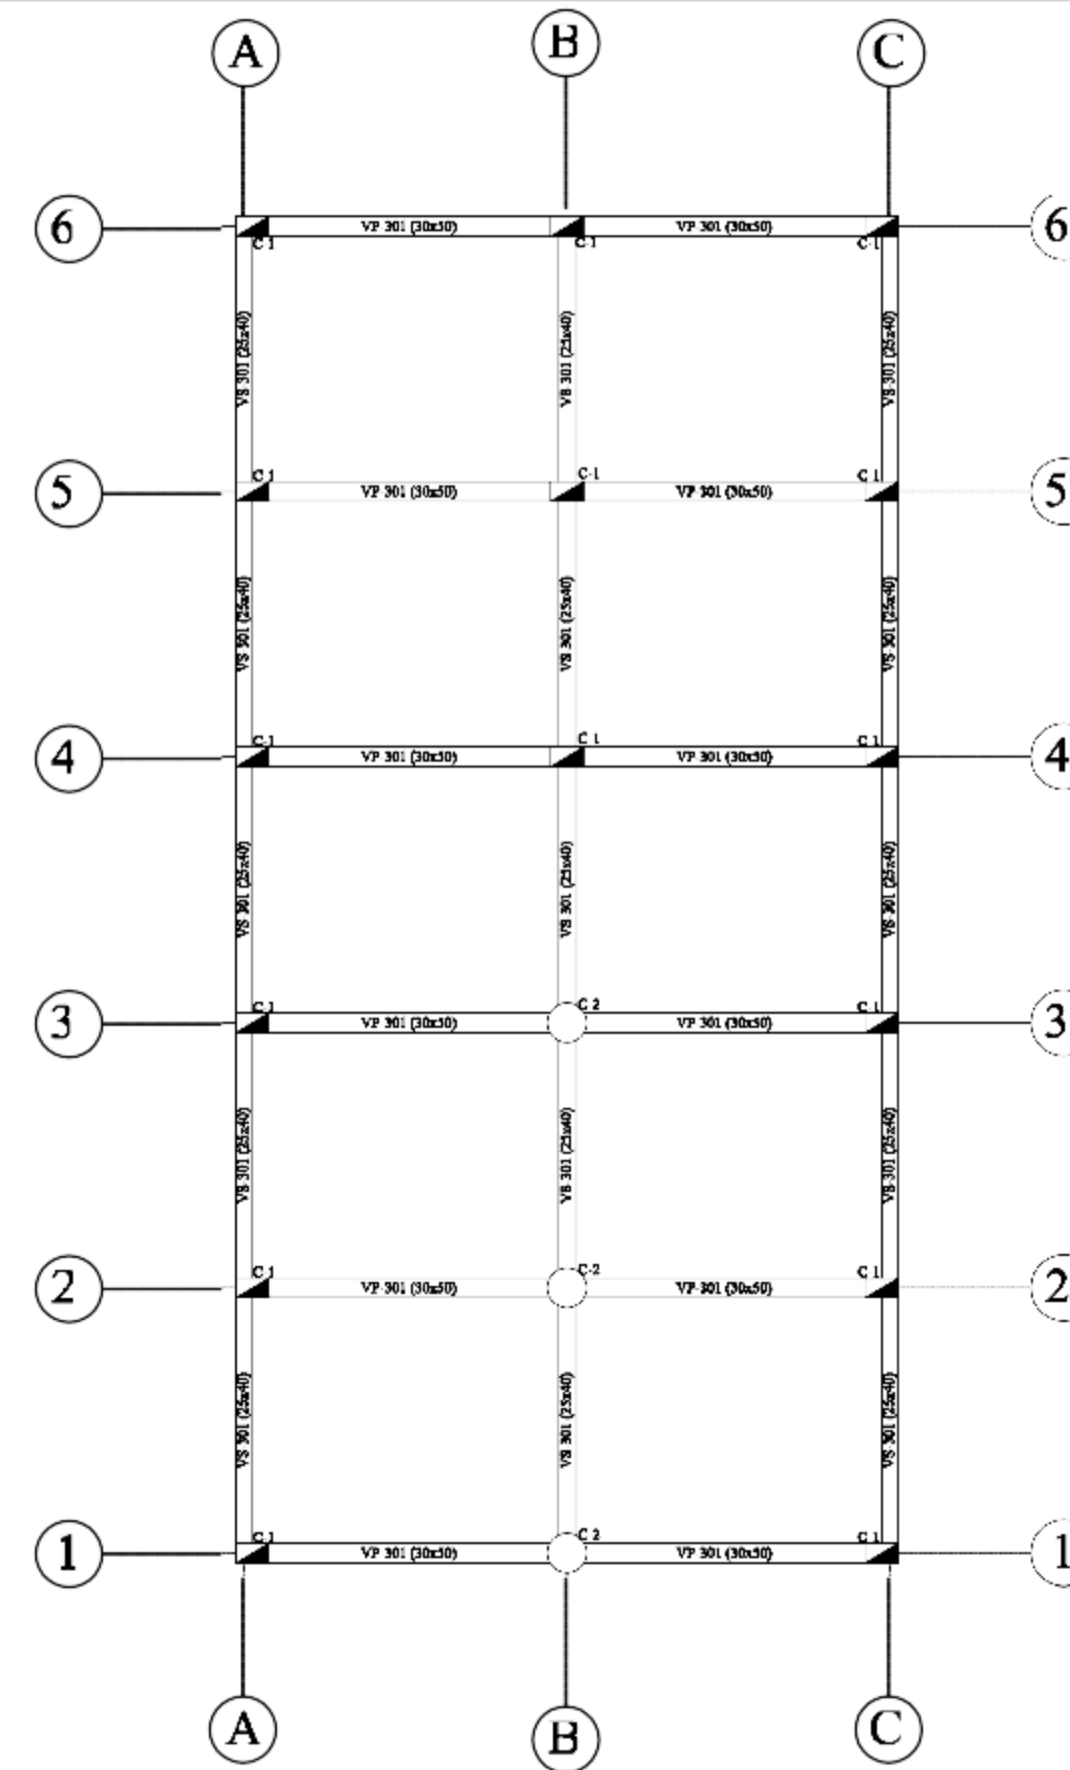 A B C
6 VP 301 (30x50) VP 301 (30x50) 6
C 1 C-1 C-1
VS 301 (25x40) VS 301 (25x40) VS 301 (25x40)
C 1 C-1 C 1
5 VP 301 (30x50) VP 301 (30x50) 5
VS 301 (25x40) VS 301 (25x40) VS 301 (25x40)
C-1 C 1 C 1
4 VP 301 (30x50) VP 301 (30x50) 4
VS 301 (25x40) VS 301 (25x40) VS 301 (25x40)
C 1 C 2 C 1
3 VP 301 (30x50) VP 301 (30x50) 3
VS 301 (25x40) VS 301 (25x40) VS 301 (25x40)
C 1 C-2 C 1
2 VP-301 (30x50) VP-301 (30x50) 2
VS 301 (25x40) VS 301 (25x40) VS 301 (25x40)
C 1 C 2 C 1
1 VP 301 (30x50) VP 301 (30x50) 1
A B C